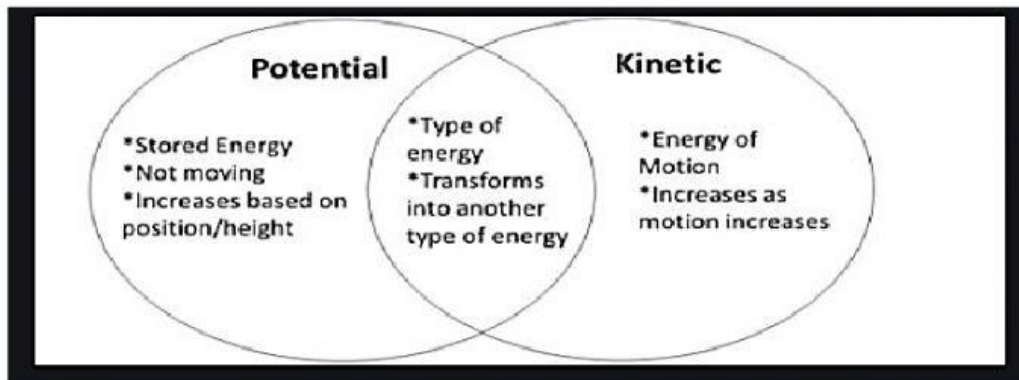 Potential
*Stored Energy
*Not moving
*Increases based on
position/height
*Type of
energy
*Transforms
into another
type of energy
Kinetic
*Energy of
Motion
*Increases as
motion increases